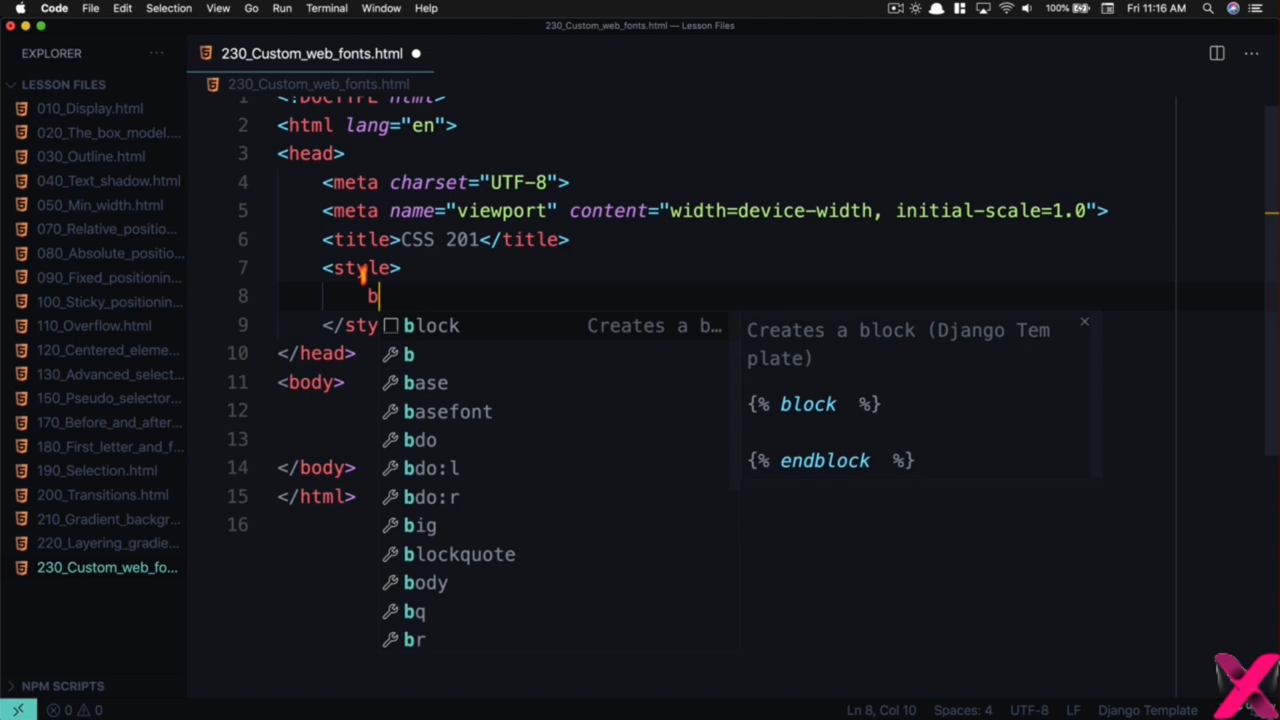 Code File Edit Selection View Go Run Terminal Window Help 100% Fri 11:16 AM
230_Custom_web_fonts.html — Lesson Files
EXPLORER
230_Custom_web_fonts.html
LESSON FILES
230_Custom_web_fonts.html
010_Display.html
020_The_box_model....
030_Outline.html
040_Text_shadow.html
050_Min_width.html
070_Relative_positio...
080_Absolute_positio...
090_Fixed_positionin...
100_Sticky_positionin...
110_Overflow.html
120_Centered_eleme...
130_Advanced_select...
150_Pseudo_selector...
170_Before_and_after...
180_First_letter_and_f...
190_Selection.html
200_Transitions.html
210_Gradient_backgr...
220_Layering_gradie...
230_Custom_web_fo...
1 <!DOCTYPE html>
2 <html lang="en">
3 <head>
4 <meta charset="UTF-8">
5 <meta name="viewport" content="width=device-width, initial-scale=1.0">
6 <title>CSS 201</title>
7 <style>
8 b
9 </sty
10 </head>
11 <body>
12
13
14 </body>
15 </html>
16
block Creates a b...
b
base
basefont
bdo
bdo:l
bdo:r
big
blockquote
body
bq
br
Creates a block (Django Tem
plate)
{% block %}
{% endblock %}
NPM SCRIPTS
0 0 Ln 8, Col 10 Spaces: 4 UTF-8 LF Django Template
X